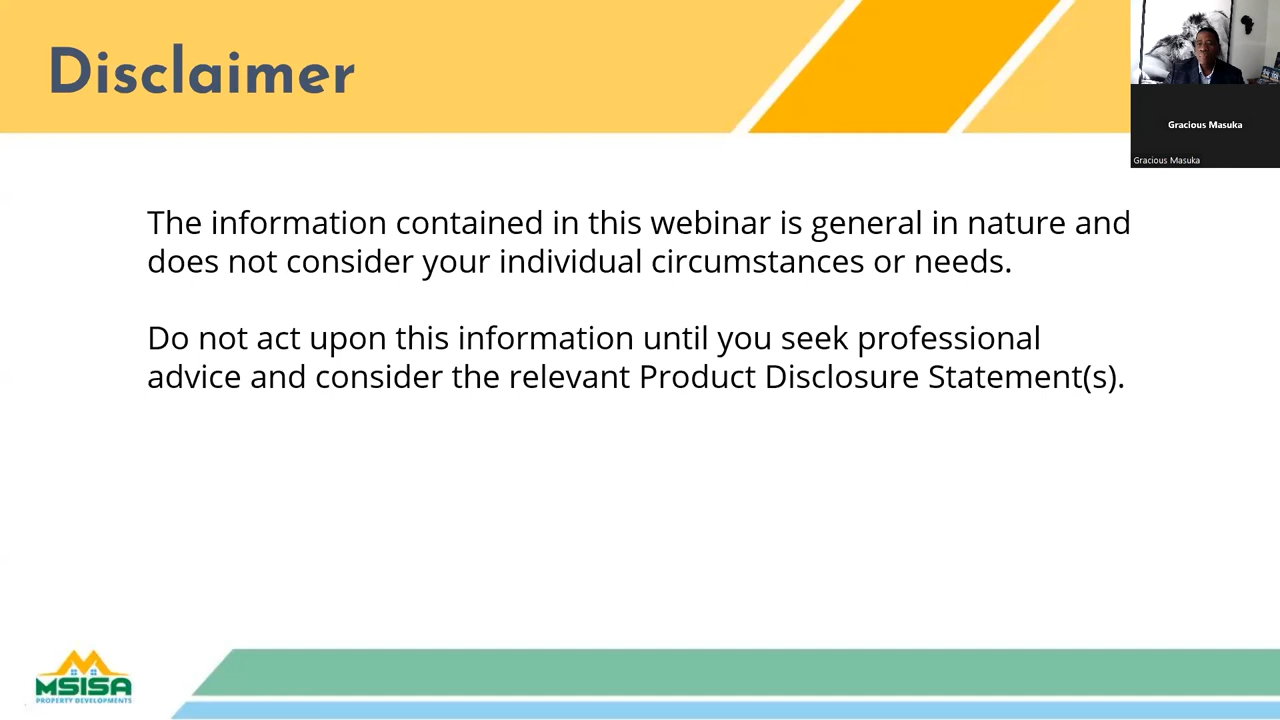 Disclaimer
Gracious Masuka
Gracious Masuka
The information contained in this webinar is general in nature and
does not consider your individual circumstances or needs.
Do not act upon this information until you seek professional
advice and consider the relevant Product Disclosure Statement(s).
MSISA
PROPERTY DEVELOPMENTS